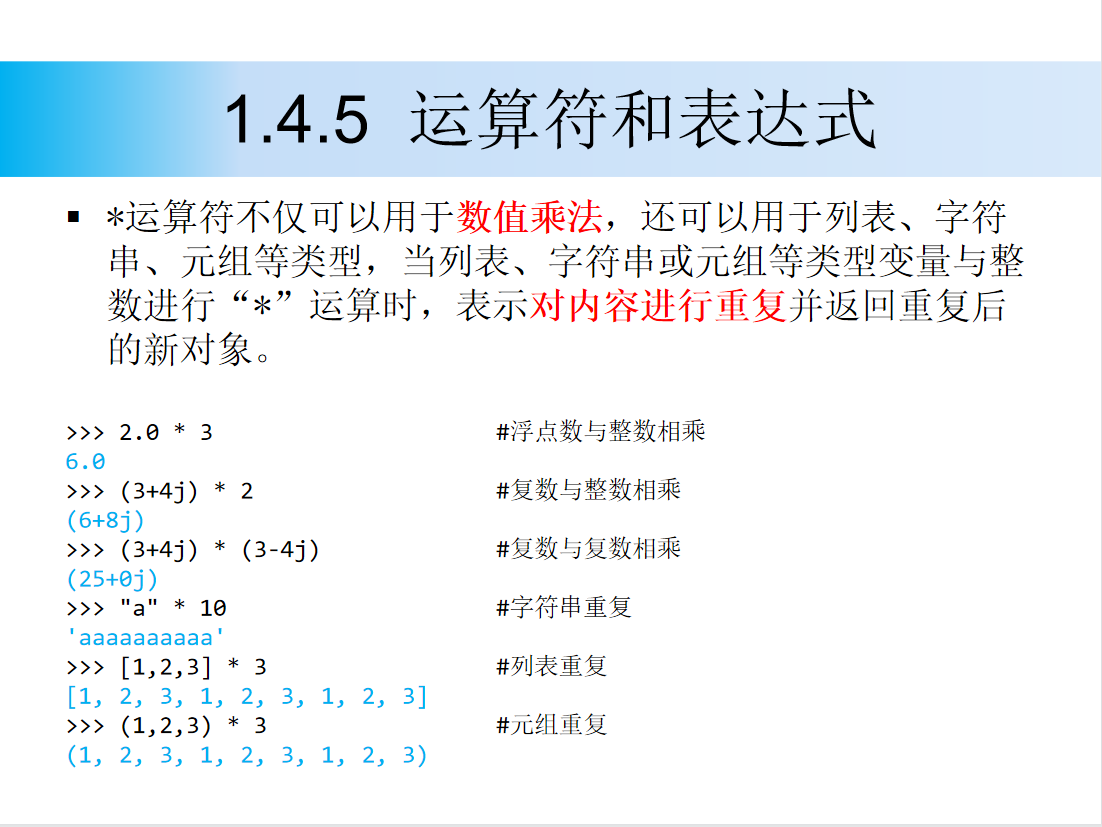 1.4.5 运算符和表达式
▪ *运算符不仅可以用于数值乘法，还可以用于列表、字符
串、元组等类型，当列表、字符串或元组等类型变量与整
数进行“*”运算时，表示对内容进行重复并返回重复后
的新对象。
>>> 2.0 * 3 #浮点数与整数相乘
6.0
>>> (3+4j) * 2 #复数与整数相乘
(6+8j)
>>> (3+4j) * (3-4j) #复数与复数相乘
(25+0j)
>>> "a" * 10 #字符串重复
'aaaaaaaaaa'
>>> [1,2,3] * 3 #列表重复
[1, 2, 3, 1, 2, 3, 1, 2, 3]
>>> (1,2,3) * 3 #元组重复
(1, 2, 3, 1, 2, 3, 1, 2, 3)